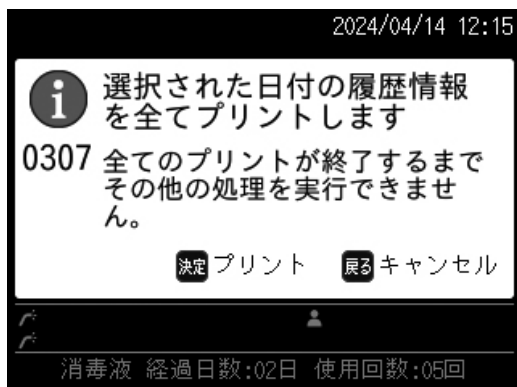 2024/04/14 12:15
選択された日付の履歴情報
を全てプリントします
0307 全てのプリントが終了するまで
その他の処理を実行できませ
ん。
決定 プリント 戻る キャンセル
消毒液 経過日数:02日 使用回数:05回